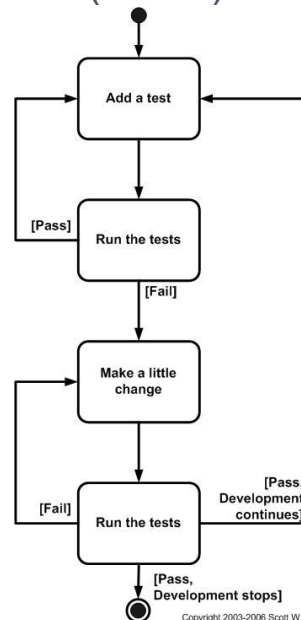 Add a test
[Pass]
Run the tests
[Fail]
Make a little
change
[Pass,
Development
continues]
[Fail]
Run the tests
[Pass,
Development stops]
Copyright 2003-2006 Scott W